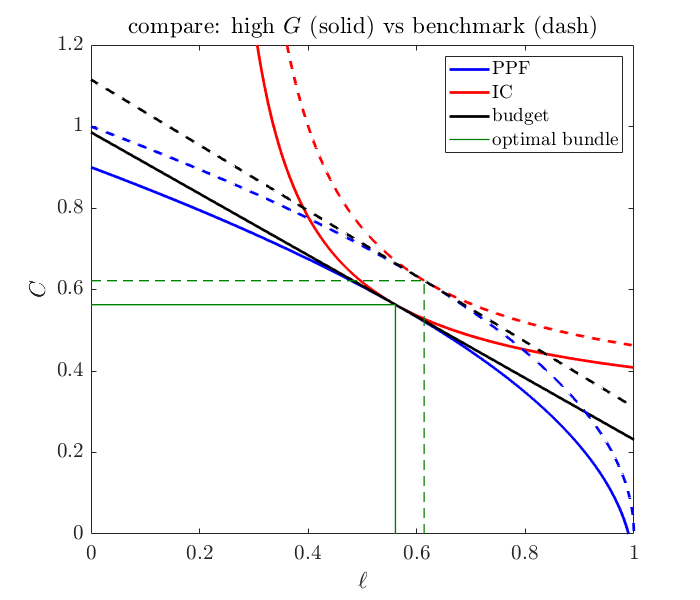 compare: high G (solid) vs benchmark (dash)
1.2
1
0.8
0.6
0.4
0.2
0
C
PPF
IC
budget
optimal bundle
0 0.2 0.4 0.6 0.8 1
ℓ